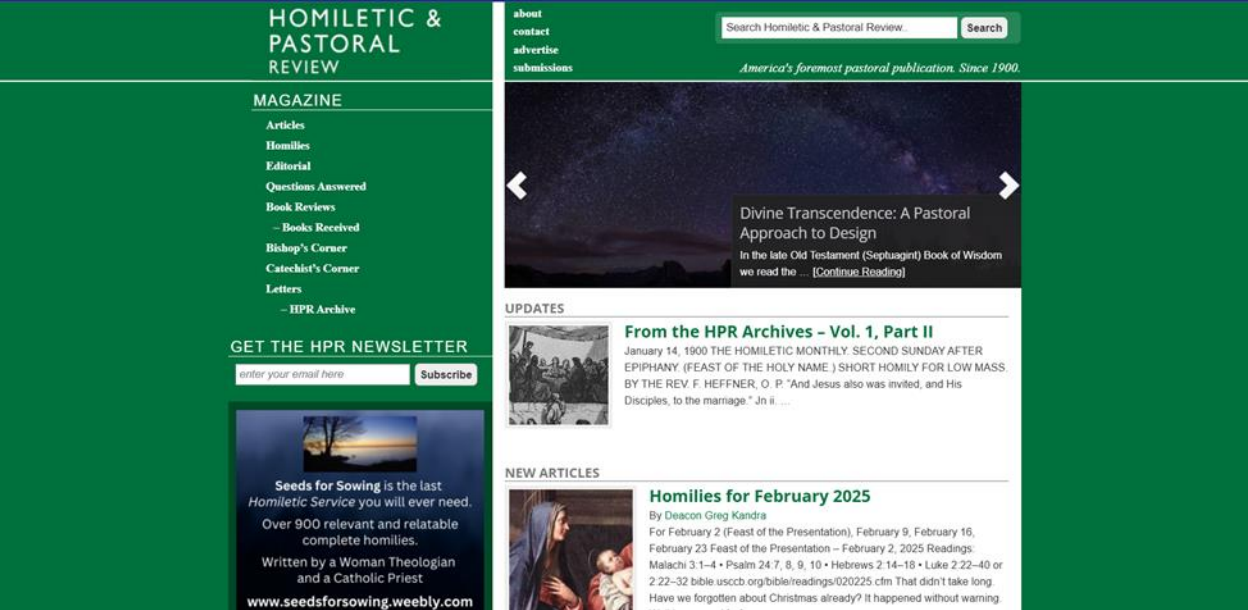 HOMILETIC &
PASTORAL
REVIEW
about
contact
advertise
submissions
Search Homiletic & Pastoral Review..
Search
America's foremost pastoral publication. Since 1900.
MAGAZINE
Articles
Homilies
Editorial
Questions Answered
Book Reviews
– Books Received
Bishop's Corner
Catechist's Corner
Letters
– HPR Archive
GET THE HPR NEWSLETTER
enter your email here
Subscribe
Seeds for Sowing is the last
Homiletic Service you will ever need.
Over 900 relevant and relatable
complete homilies.
Written by a Woman Theologian
and a Catholic Priest
www.seedsforsowing.weebly.com
Divine Transcendence: A Pastoral
Approach to Design
In the late Old Testament (Septuagint) Book of Wisdom
we read the ... [Continue Reading]
UPDATES
From the HPR Archives – Vol. 1, Part II
January 14, 1900 THE HOMILETIC MONTHLY. SECOND SUNDAY AFTER
EPIPHANY. (FEAST OF THE HOLY NAME.) SHORT HOMILY FOR LOW MASS.
BY THE REV. F. HEFFNER, O. P. "And Jesus also was invited, and His
Disciples, to the marriage." Jn ii. ...
NEW ARTICLES
Homilies for February 2025
By Deacon Greg Kandra
For February 2 (Feast of the Presentation), February 9, February 16,
February 23 Feast of the Presentation – February 2, 2025 Readings:
Malachi 3:1–4 • Psalm 24:7, 8, 9, 10 • Hebrews 2:14–18 • Luke 2:22–40 or
2:22–32 bible.usccb.org/bible/readings/020225.cfm That didn't take long.
Have we forgotten about Christmas already? It happened without warning.